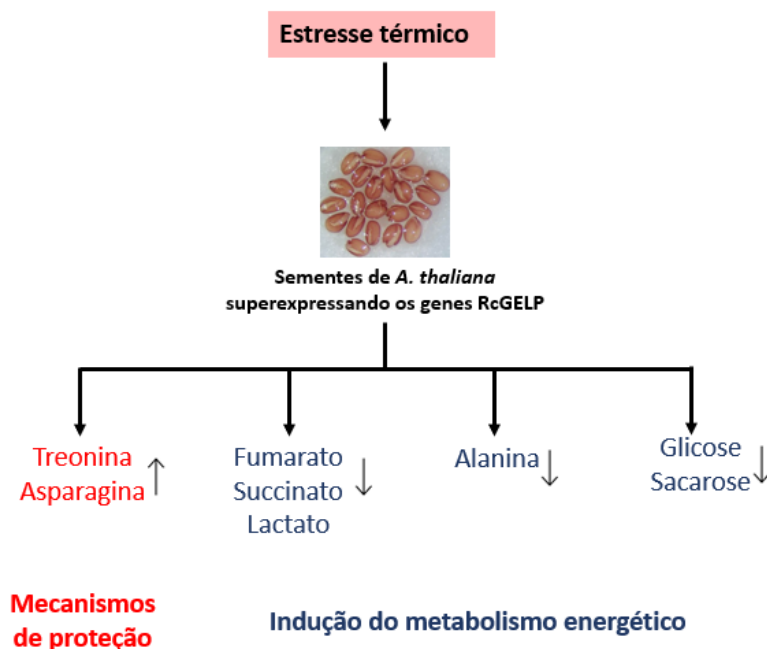 Estresse térmico
Sementes de A. thaliana
superexpressando os genes RcGELP
Treonina
Asparagina
Fumarato
Succinato
Lactato
Alanina
Glicose
Sacarose
Mecanismos
de proteção
Indução do metabolismo energético